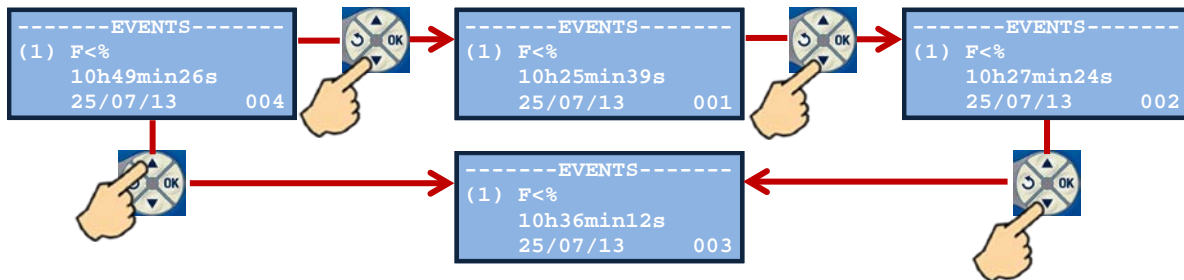 -------EVENTS-------
(1) F<%
10h49min26s
25/07/13 004
OK
-------EVENTS-------
(1) F<%
10h25min39s
25/07/13 001
OK
-------EVENTS-------
(1) F<%
10h27min24s
25/07/13 002
OK
-------EVENTS-------
(1) F<%
10h36min12s
25/07/13 003
OK